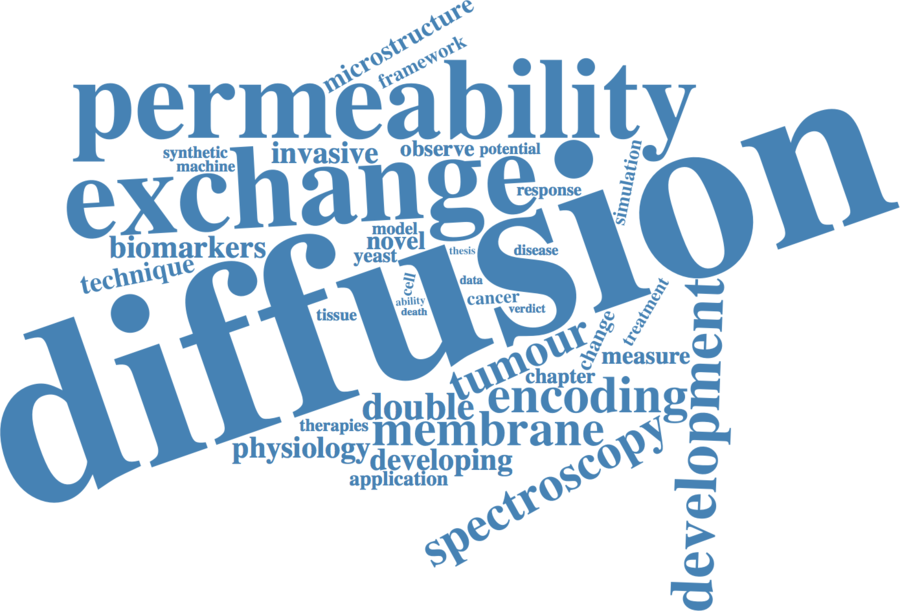 microstructure
framework
permeability
synthetic
machine
invasive
observe
potential
simulation
exchange
response
diffusion
biomarkers
model
novel
yeast
thesis
disease
technique
cell
data
ability
cancer
death
verdict
tissue
treatment
change
tumour
measure
development
chapter
double
encoding
therapies
membrane
physiology
developing
spectroscopy
application